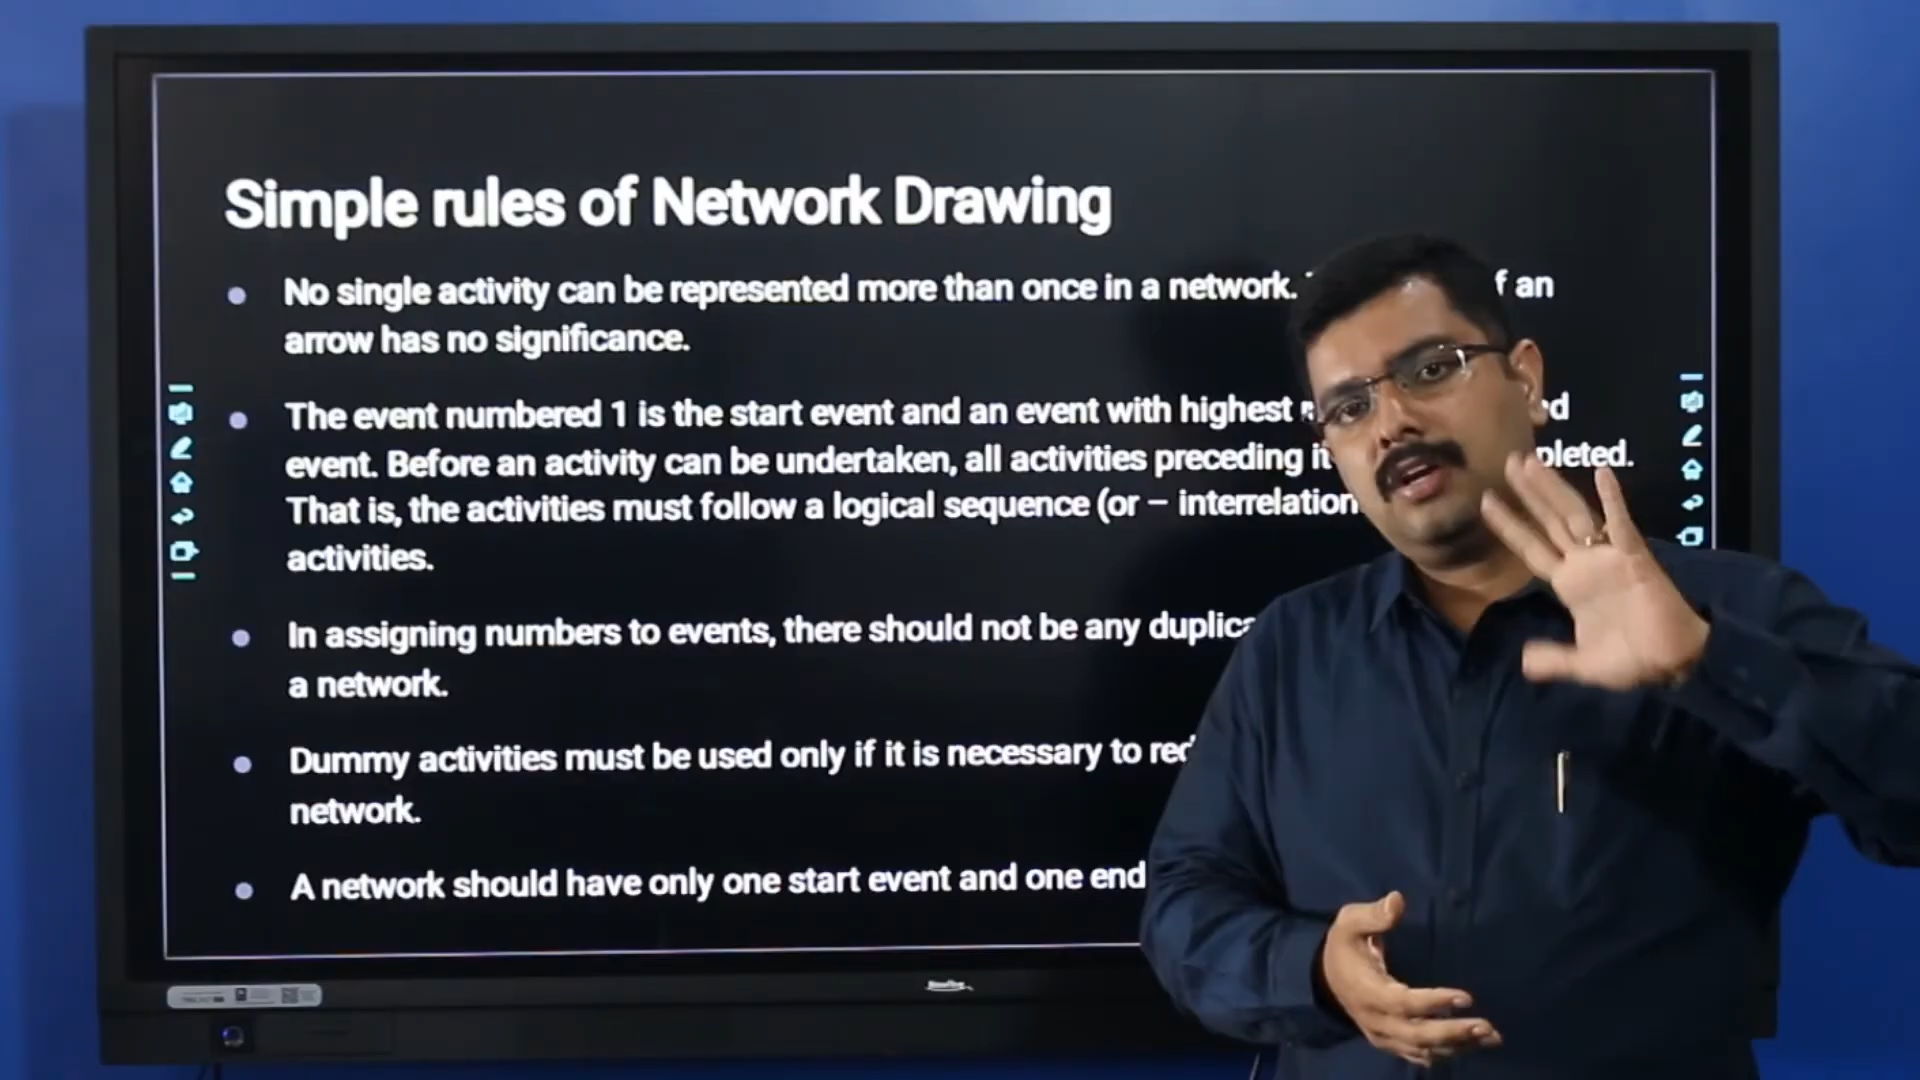 Simple rules of Network Drawing
No single activity can be represented more than once in a network. f an
arrow has no significance.
The event numbered 1 is the start event and an event with highest
event. Before an activity can be undertaken, all activities preceding it
That is, the activities must follow a logical sequence (or – interrelation
activities.
In assigning numbers to events, there should not be any
a network.
Dummy activities must be used only if it is necessary to
network.
A network should have only one start event and one end